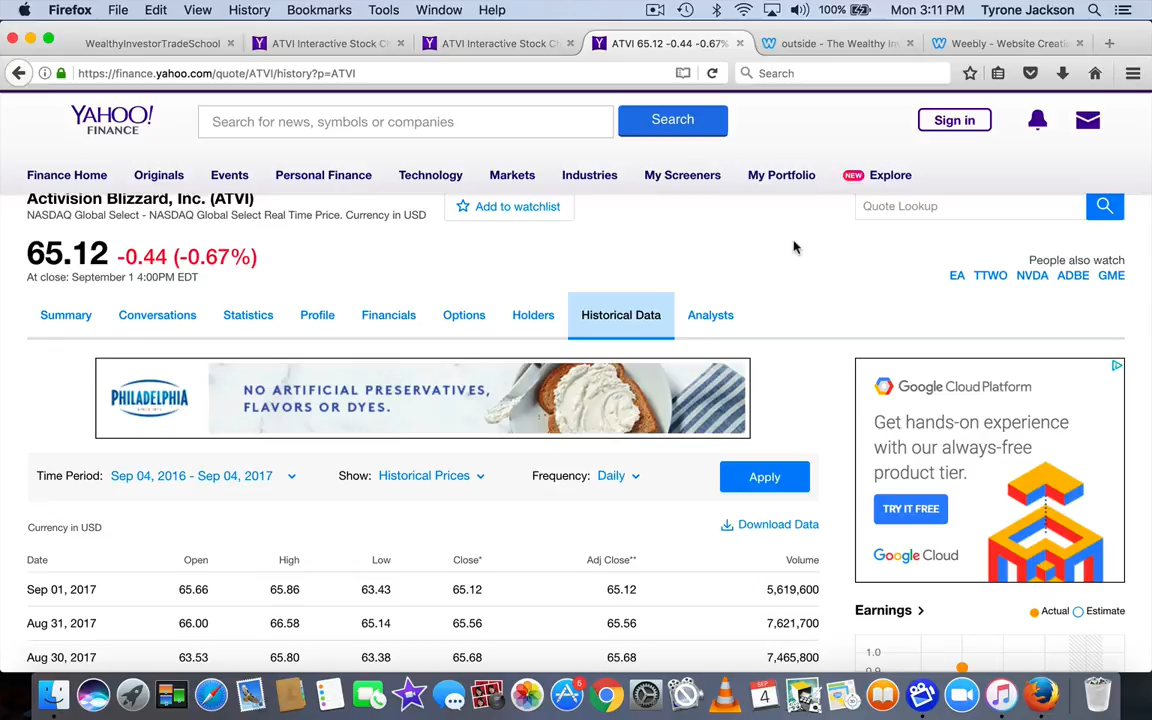 Firefox File Edit View History Bookmarks Tools Window Help 100% Mon 3:11 PM Tyrone Jackson
WealthyInvestorTradeSchool ATVI Interactive Stock C ATVI Interactive Stock C ATVI 65.12 -0.44 -0.67% outside - The Wealthy In Weebly - Website Creati
https://finance.yahoo.com/quote/ATVI/history?p=ATVI Search
YAHOO!
FINANCE
Search for news, symbols or companies Search Sign in
Finance Home Originals Events Personal Finance Technology Markets Industries My Screeners My Portfolio NEW Explore
Activision Blizzard, Inc. (ATVI)
NASDAQ Global Select - NASDAQ Global Select Real Time Price. Currency in USD
Add to watchlist
Quote Lookup
65.12 -0.44 (-0.67%)
At close: September 1 4:00PM EDT
People also watch
EA TTWO NVDA ADBE GME
Summary Conversations Statistics Profile Financials Options Holders Historical Data Analysts
PHILADELPHIA
NO ARTIFICIAL PRESERVATIVES,
FLAVORS OR DYES.
Google Cloud Platform
Get hands-on experience
with our always-free
product tier.
TRY IT FREE
Google Cloud
Time Period: Sep 04, 2016 - Sep 04, 2017 Show: Historical Prices Frequency: Daily Apply
Currency in USD Download Data
Date Open High Low Close* Adj Close** Volume
Sep 01, 2017 65.66 65.86 63.43 65.12 65.12 5,619,600
Aug 31, 2017 66.00 66.58 65.14 65.56 65.56 7,621,700
Aug 30, 2017 63.53 65.80 63.38 65.68 65.68 7,465,800
Earnings Actual Estimate
1.0
SEP
4
6